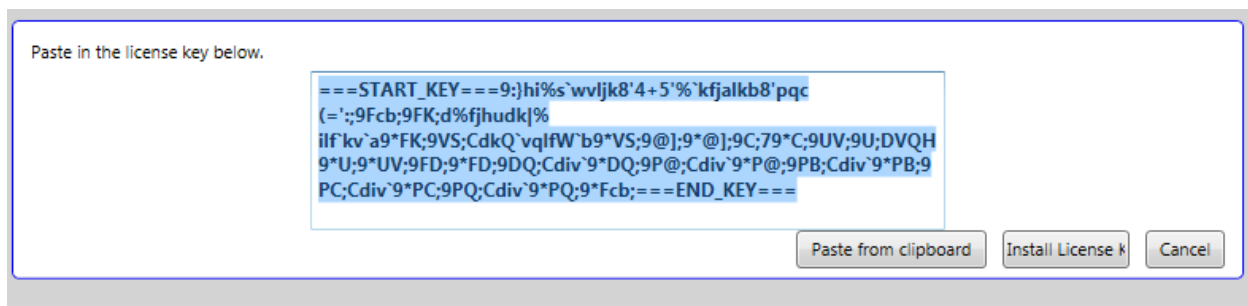 Paste in the license key below.
===START_KEY===9:}hi%s`wvljk8'4+5'%`kfjalkb8'pqc
(=':;9Fcb;9FK;d%fjhudk|%
ilf`kv`a9*FK;9VS;CdkQ`vqlfW`b9*VS;9@];9*@];9C;79*C;9UV;9U;DVQH
9*U;9*UV;9FD;9*FD;9DQ;Cdiv`9*DQ;9P@;Cdiv`9*P@;9PB;Cdiv`9*PB;9
PC;Cdiv`9*PC;9PQ;Cdiv`9*PQ;9*Fcb;===END_KEY===
Paste from clipboard Install License K Cancel